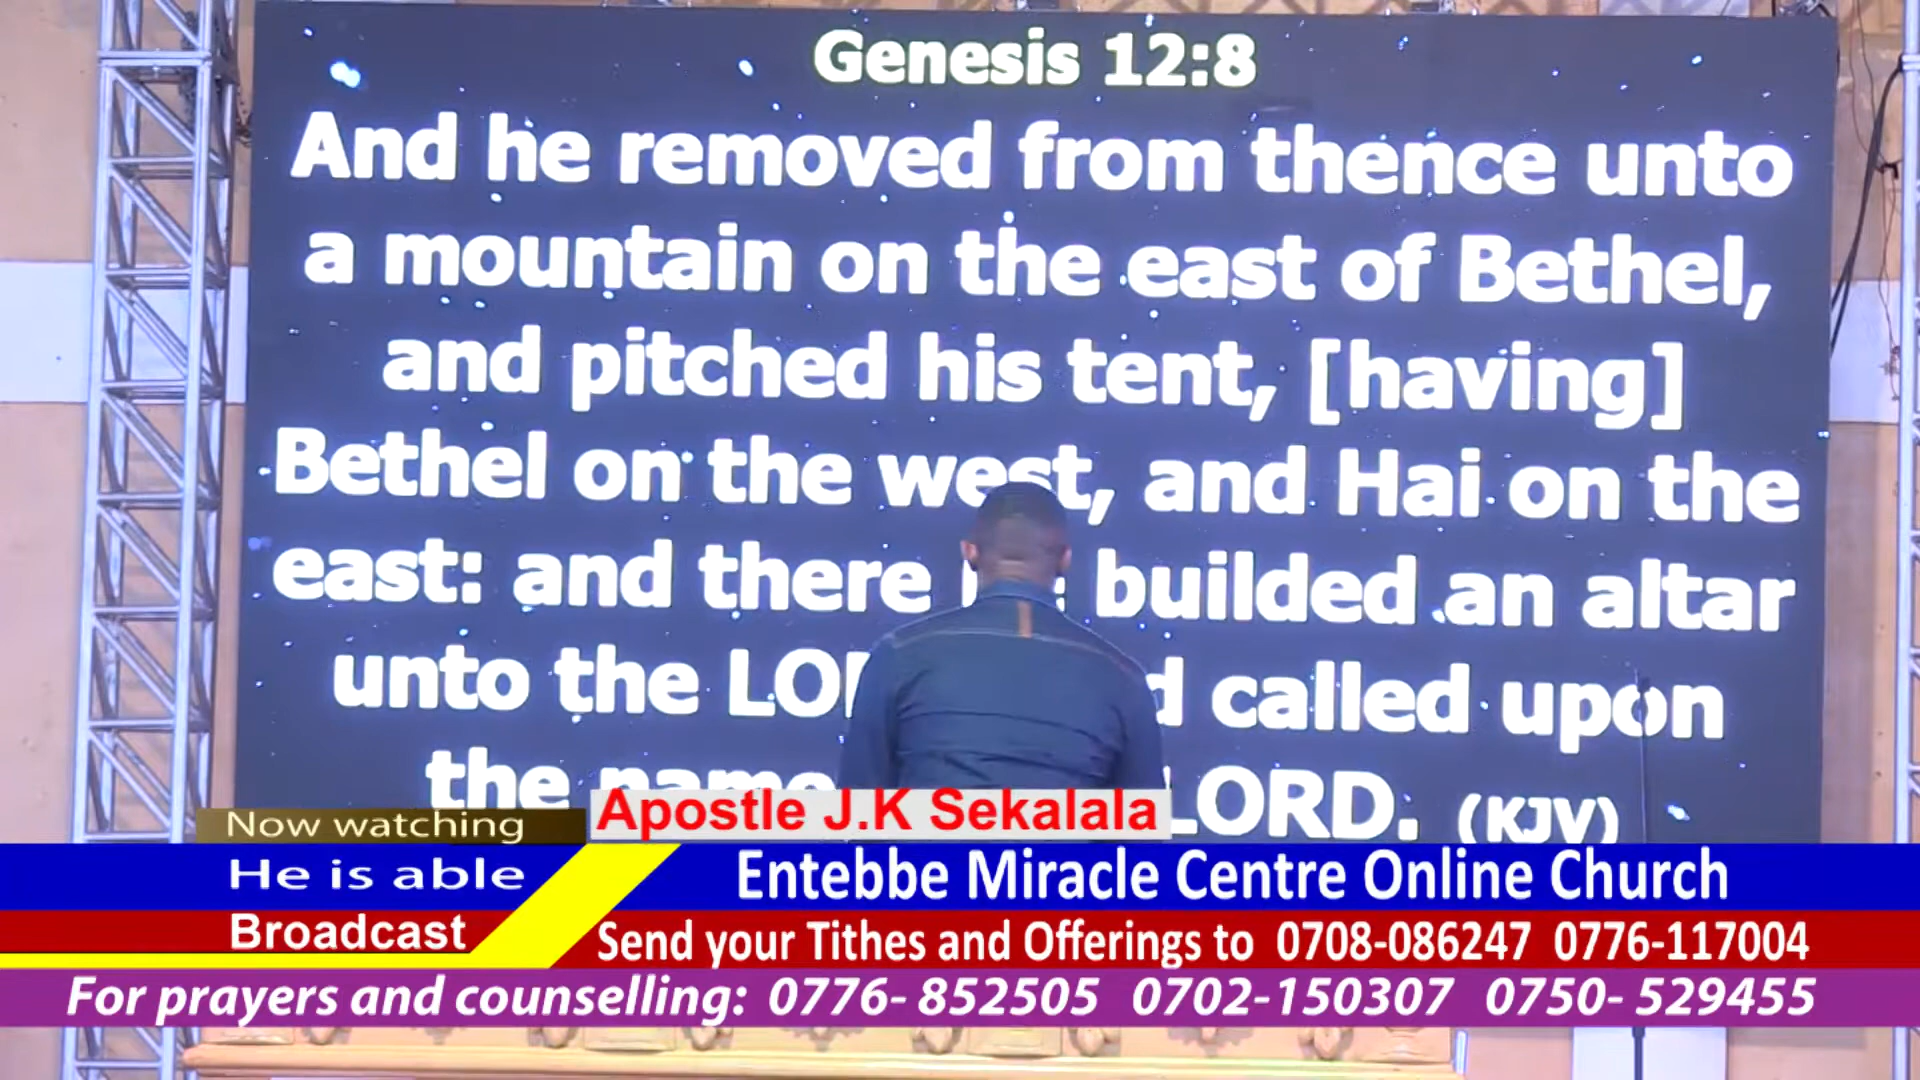 Genesis 12:8
And he removed from thence unto
a mountain on the east of Bethel,
and pitched his tent, [having]
Bethel on the west, and Hai on the
east: and there builded an altar
unto the called upon
the name LORD. (KJV)
Now watching
Apostle J.K Sekalala
He is able
Entebbe Miracle Centre Online Church
Broadcast
Send your Tithes and Offerings to 0708-086247 0776-117004
For prayers and counselling: 0776- 852505 0702-150307 0750- 529455